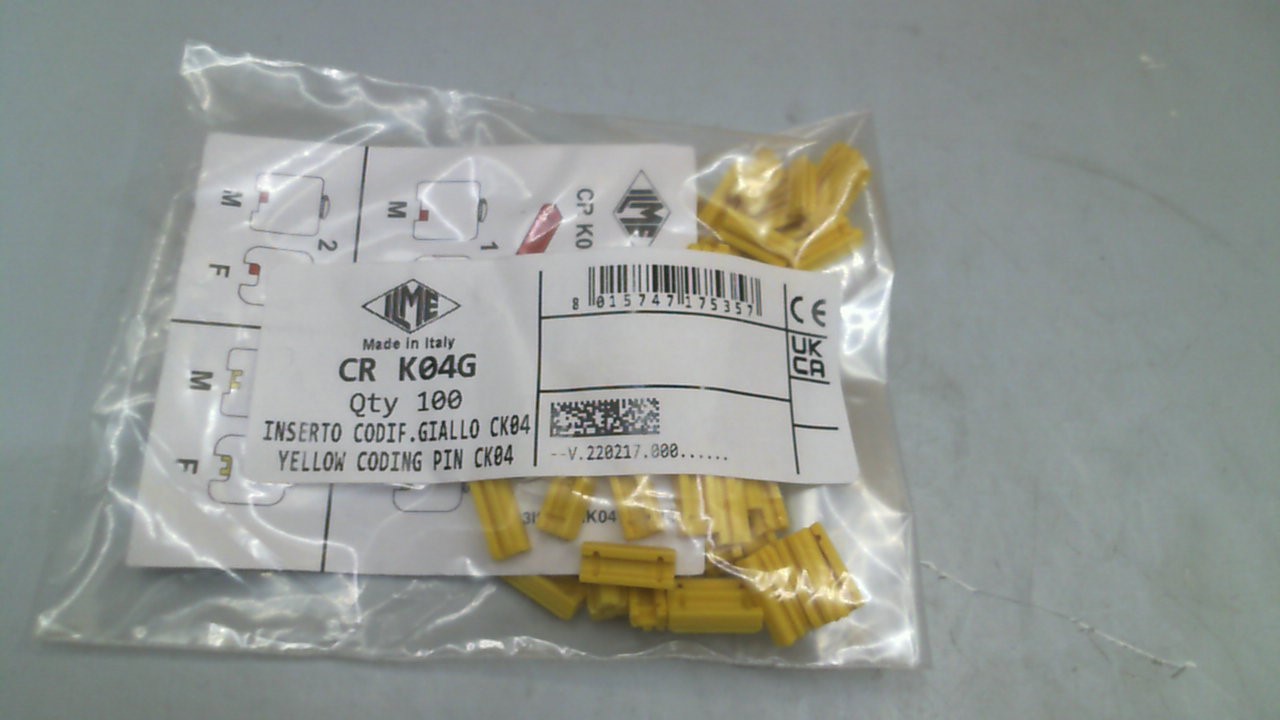 ILME
CP K0
M
1
M
2
F
M
F
ILME
Made in Italy
CR K04G
Qty 100
INSERTO CODIF.GIALLO CK04
YELLOW CODING PIN CK04
8 015747 175357
CE
UK
CA
--V.220217.000......
K04